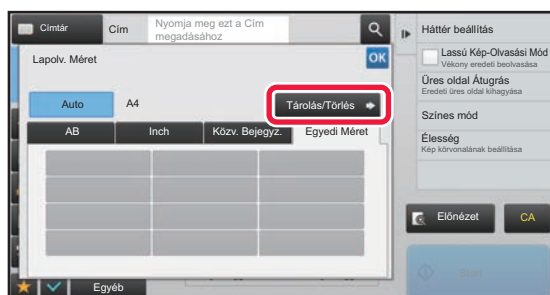 Címtár
Cím
Nyomja meg ezt a Cím
megadásához
Lapolv. Méret
OK
Auto
A4
Tárolás/Törlés
AB
Inch
Közv. Bejegyz.
Egyedi Méret
Egyéb
Háttér beállítás
Lassú Kép-Olvasási Mód
Vékony eredeti beolvasása
Üres oldal Átugrás
Eredeti üres oldal kihagyása
Színes mód
Élesség
Kép körvonalának beállítása
Előnézet
CA
Start